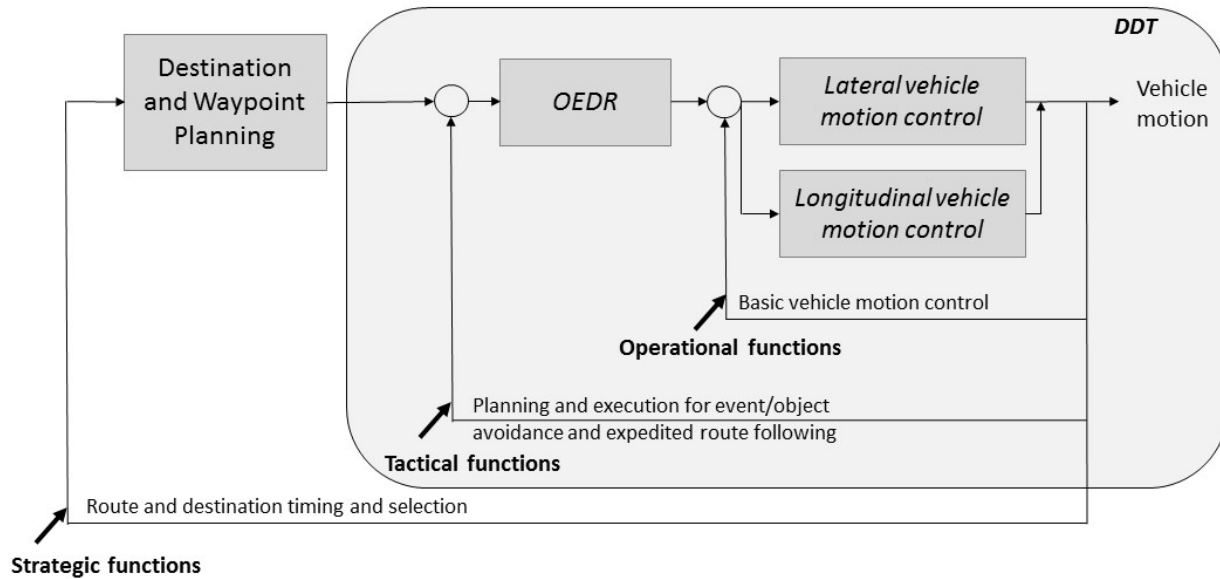 DDT
Destination
and Waypoint
Planning
OEDR
Lateral vehicle
motion control
Vehicle
motion
Longitudinal vehicle
motion control
Basic vehicle motion control
Operational functions
Planning and execution for event/object
avoidance and expedited route following
Tactical functions
Route and destination timing and selection
Strategic functions